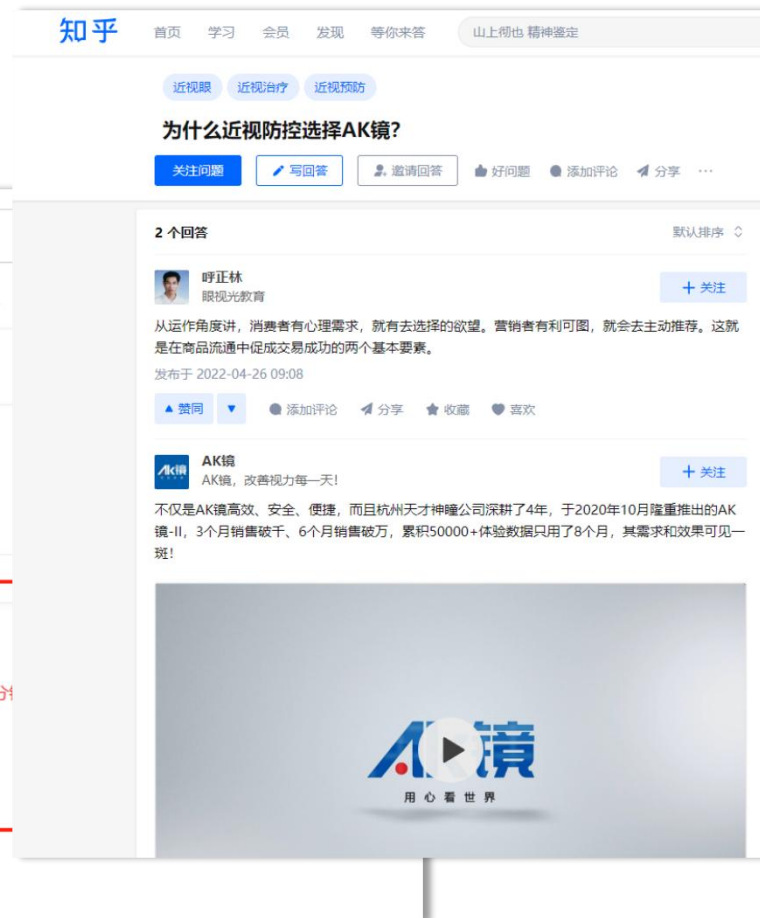 知乎 首页 学习 会员 发现 等你来答 山上彻也 精神鉴定
近视眼 近视治疗 近视预防
为什么近视防控选择AK镜?
关注问题 写回答 邀请回答 好问题 添加评论 分享 ···
2 个回答 默认排序
呼正林
眼视光教育
+ 关注
从运作角度讲，消费者有心理需求，就有去选择的欲望。营销者有利可图，就会去主动推荐。这就
是在商品流通中促成交易成功的两个基本要素。
发布于 2022-04-26 09:08
赞同 添加评论 分享 收藏 喜欢
AK镜
AK镜
AK镜，改善视力每一天!
+ 关注
不仅是AK镜高效、安全、便捷，而且杭州天才神瞳公司深耕了4年，于2020年10月隆重推出的AK
镜-II，3个月销售破千、6个月销售破万，累积50000+体验数据只用了8个月，其需求和效果可见一
斑!
AK镜
用心看世界